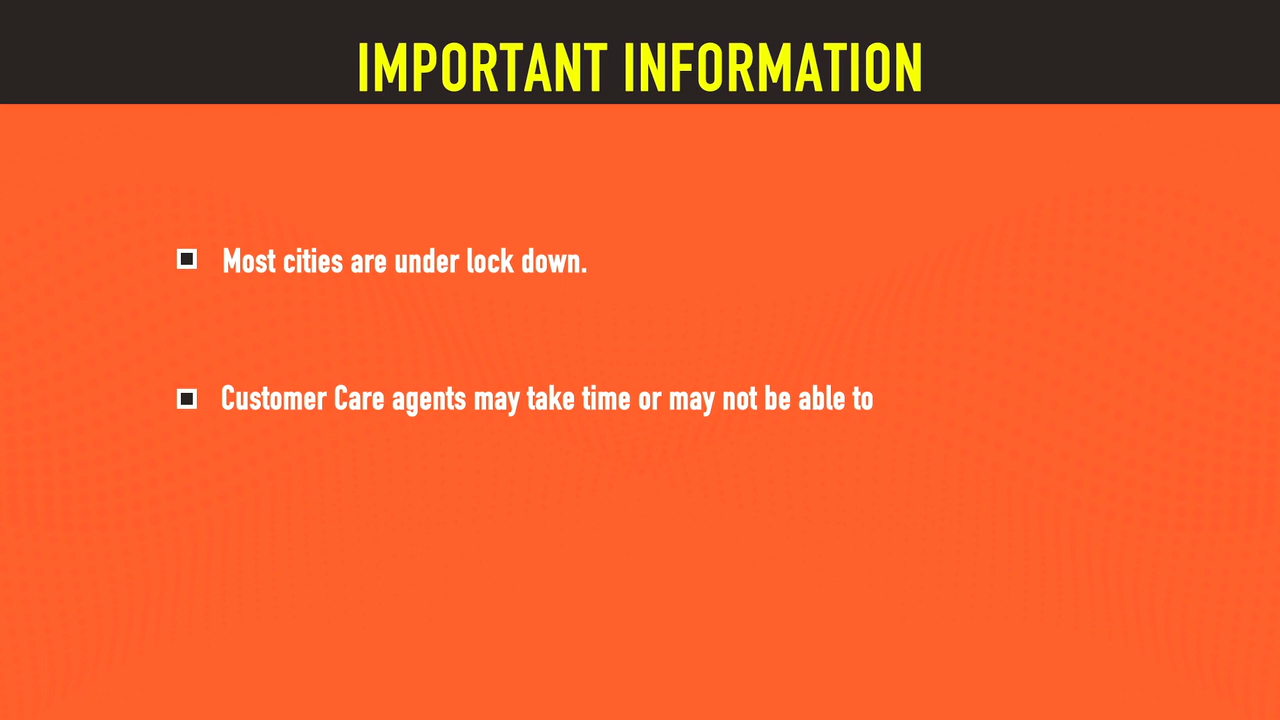 IMPORTANT INFORMATION
Most cities are under lock down.
Customer Care agents may take time or may not be able to